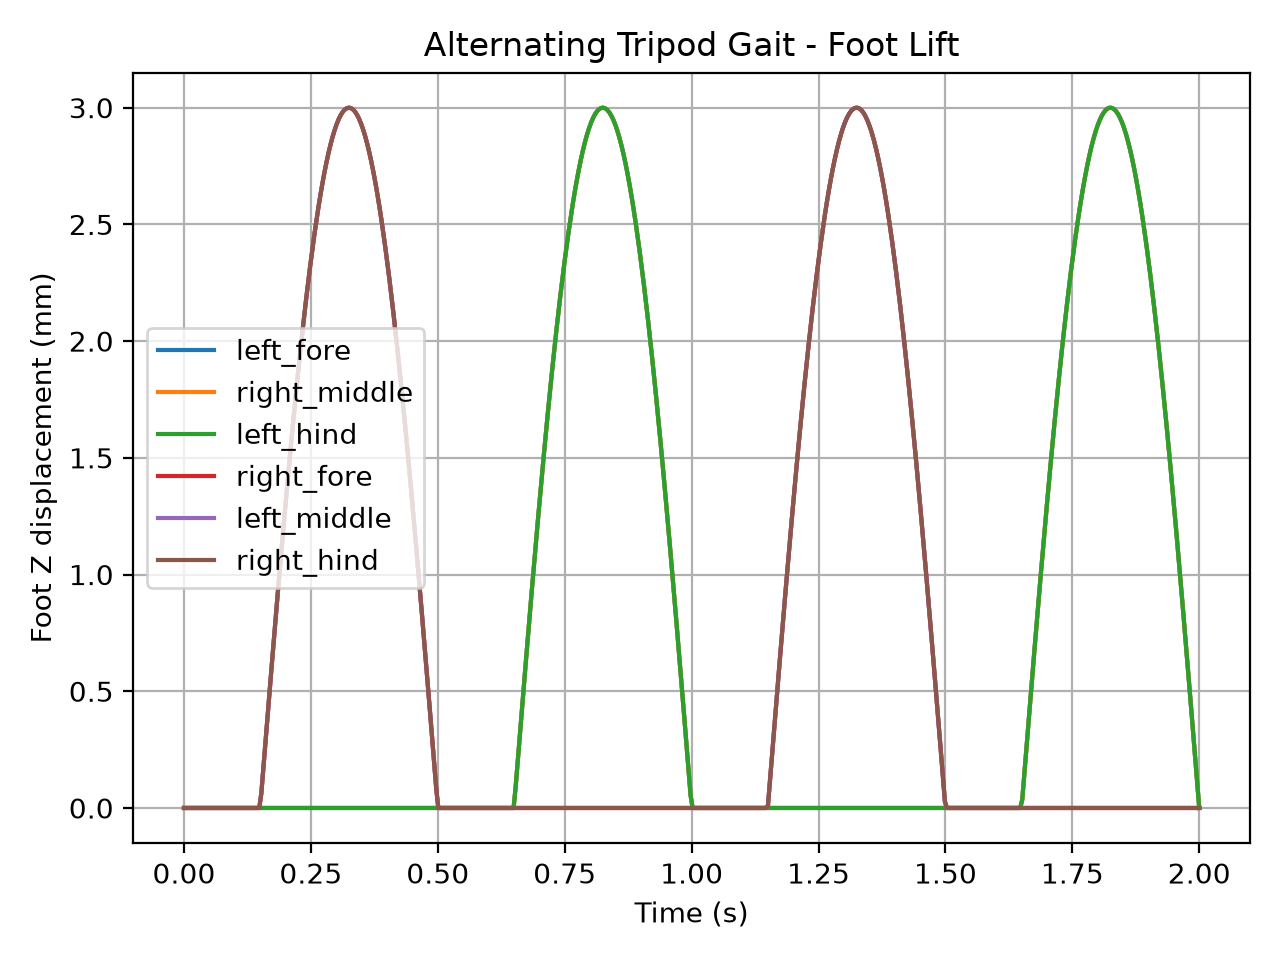 Alternating Tripod Gait - Foot Lift
Foot Z displacement (mm)
3.0
2.5
2.0
1.5
1.0
0.5
0.0
left_fore
right_middle
left_hind
right_fore
left_middle
right_hind
0.00 0.25 0.50 0.75 1.00 1.25 1.50 1.75 2.00
Time (s)